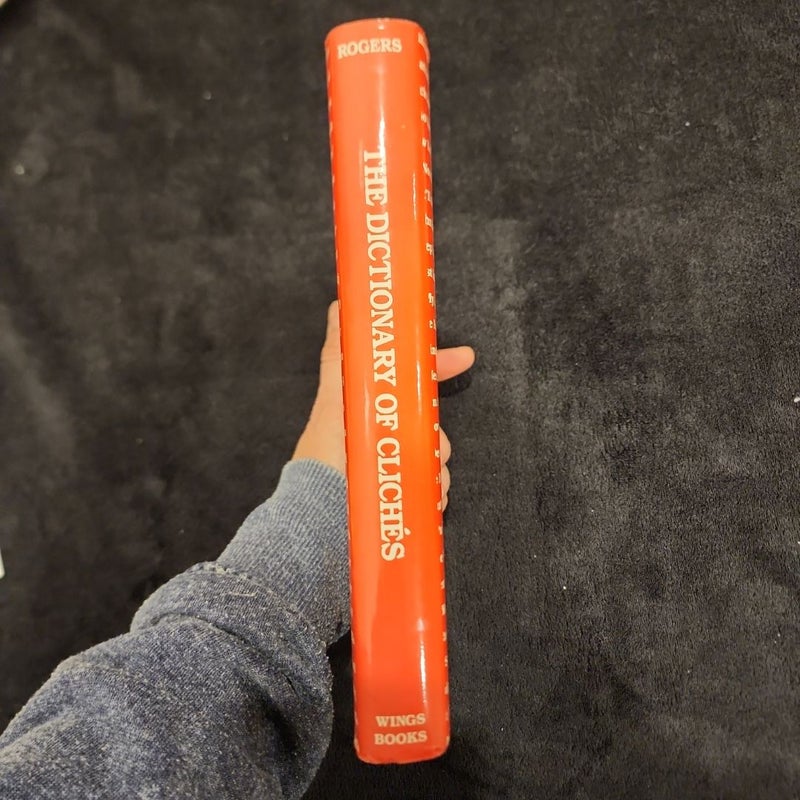 ROGERS
THE DICTIONARY OF CLICHÉS
WINGS
BOOKS